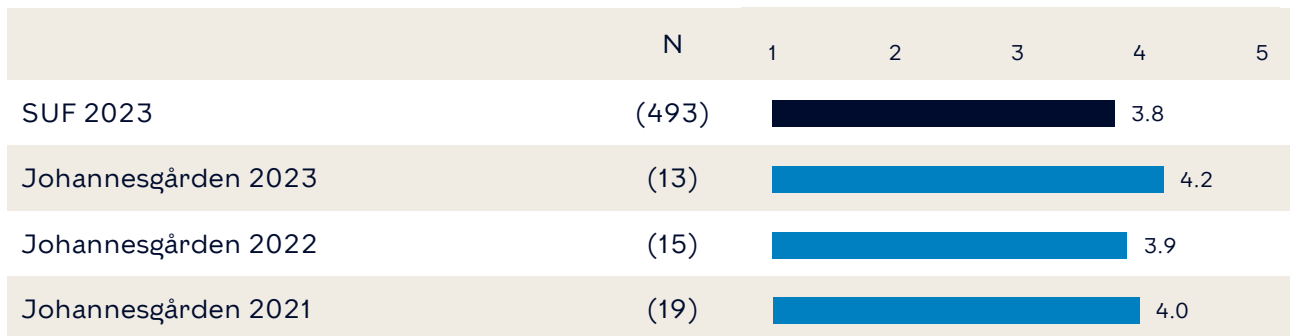 N 1 2 3 4 5
SUF 2023 (493) 3.8
Johannesgården 2023 (13) 4.2
Johannesgården 2022 (15) 3.9
Johannesgården 2021 (19) 4.0